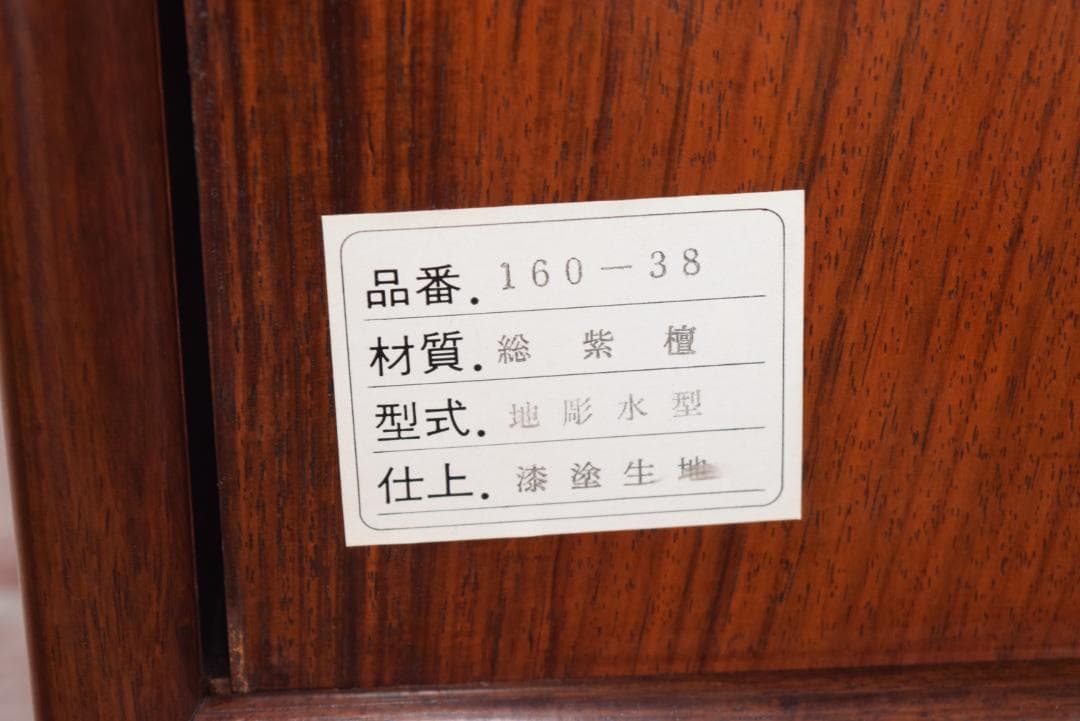 品番. 160-38
材質. 総紫檀
型式. 地彫水型
仕上. 漆塗生地